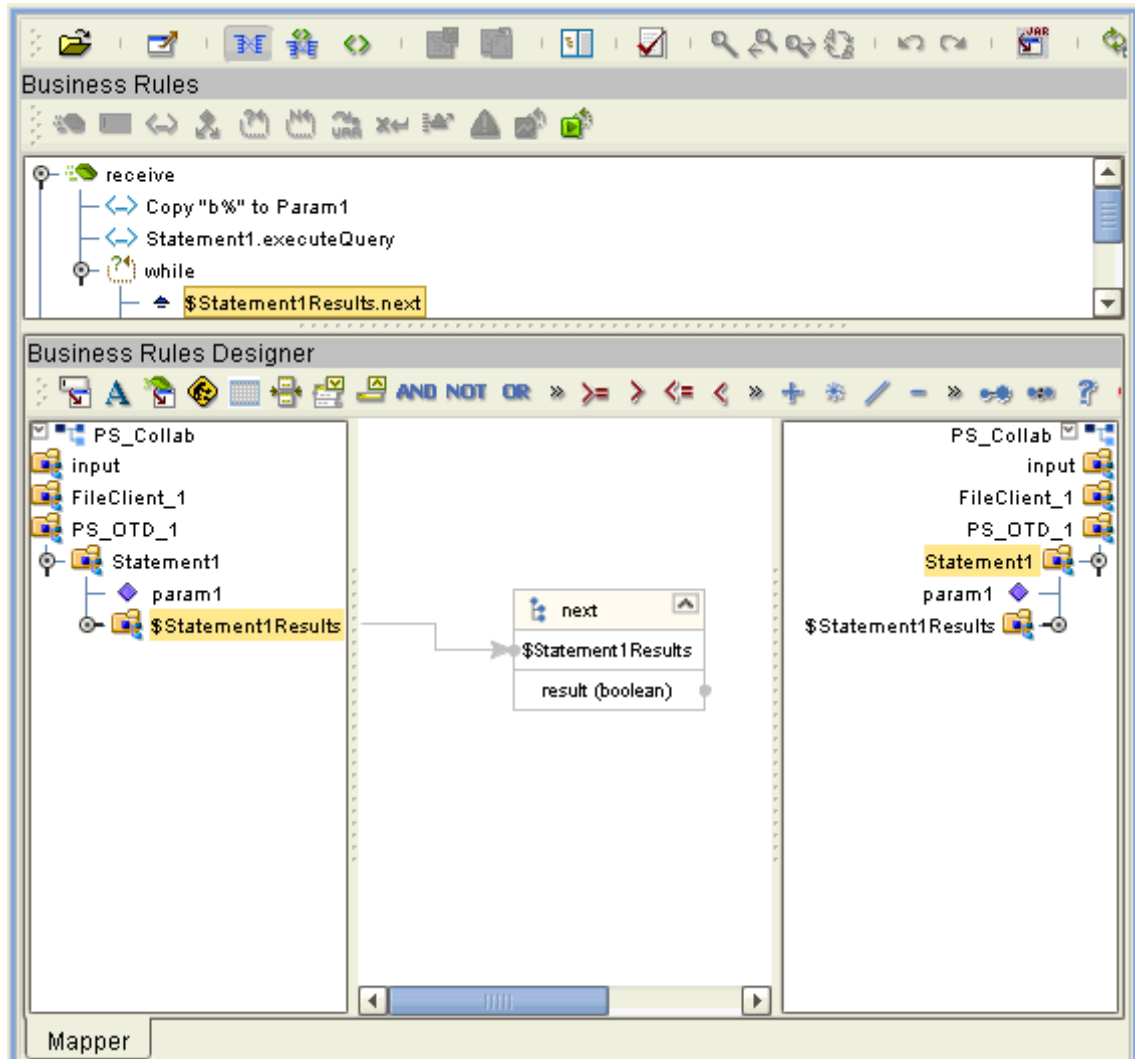 JAR
Business Rules
receive
Copy "b%" to Param1
Statement1.executeQuery
while
$Statement1Results.next
Business Rules Designer
A AND NOT OR » >= > <= < » + * / - » ?
PS_Collab
input
FileClient_1
PS_OTD_1
Statement1
param1
$Statement1Results
next
$Statement1Results
result (boolean)
PS_Collab
input
FileClient_1
PS_OTD_1
Statement1
param1
$Statement1Results
Mapper